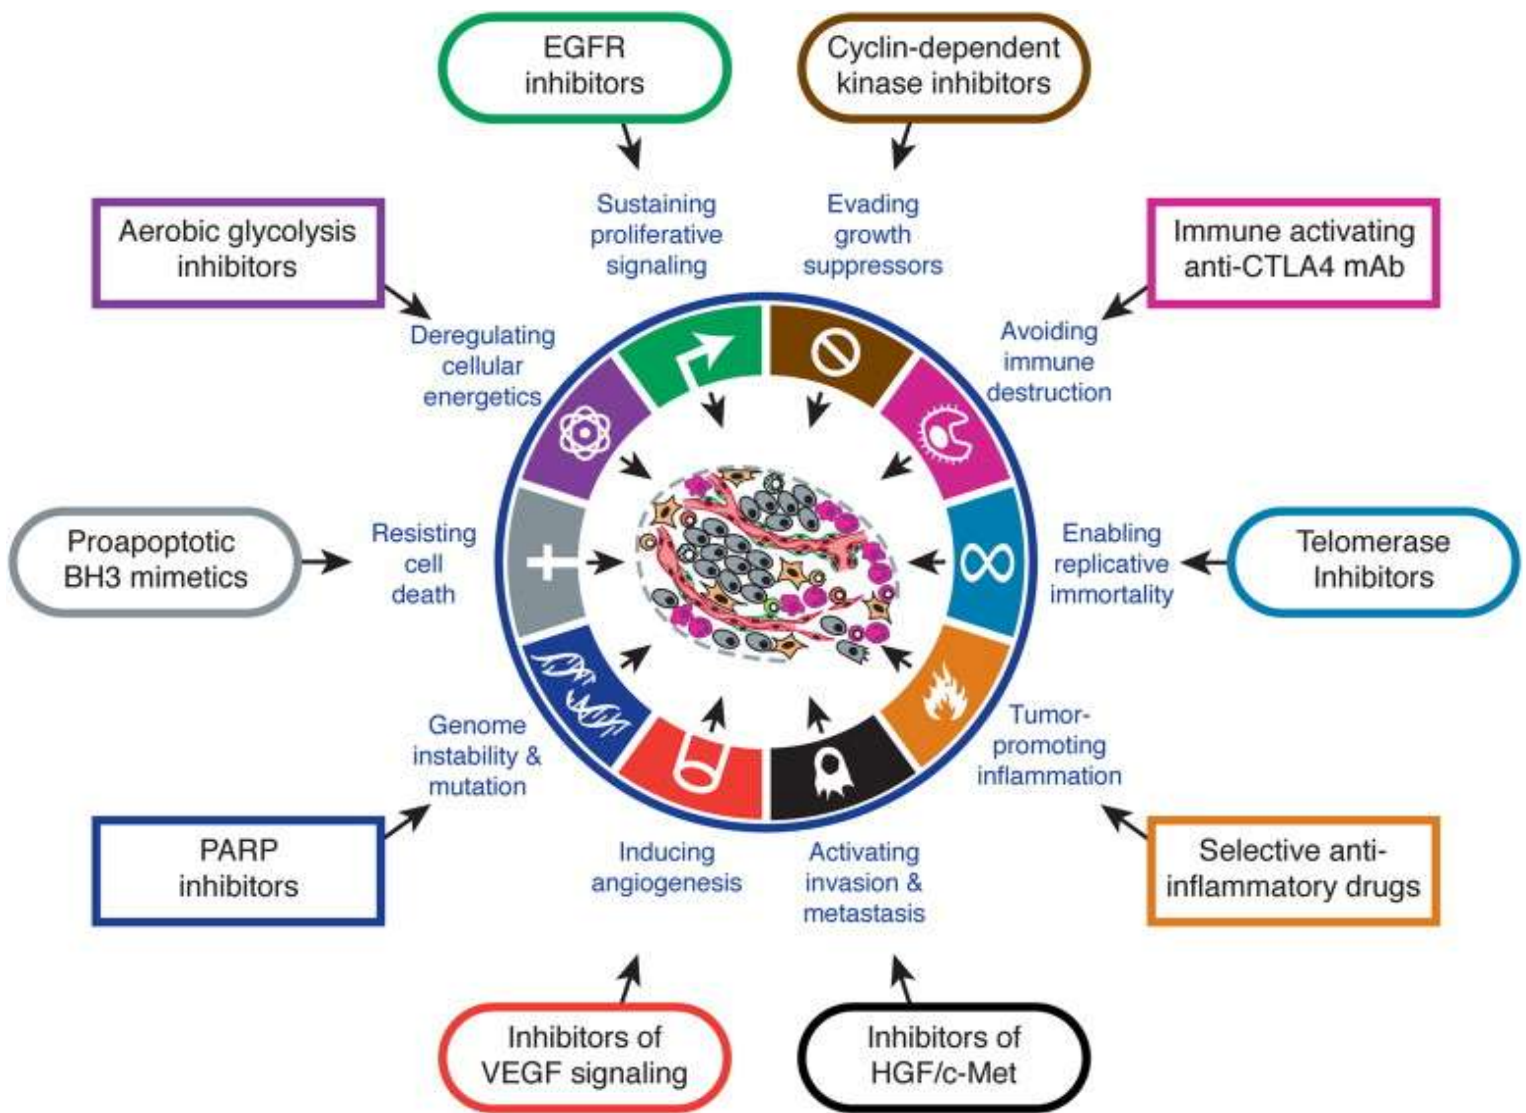 EGFR
inhibitors
Cyclin-dependent
kinase inhibitors
Aerobic glycolysis
inhibitors
Sustaining
proliferative
signaling
Evading
growth
suppressors
Immune activating
anti-CTLA4 mAb
Deregulating
cellular
energetics
Avoiding
immune
destruction
Proapoptotic
BH3 mimetics
Resisting
cell
death
Enabling
replicative
immortality
Telomerase
Inhibitors
Genome
instability &
mutation
Tumor-
promoting
inflammation
PARP
inhibitors
Inducing
angiogenesis
Activating
invasion &
metastasis
Selective anti-
inflammatory drugs
Inhibitors of
VEGF signaling
Inhibitors of
HGF/c-Met